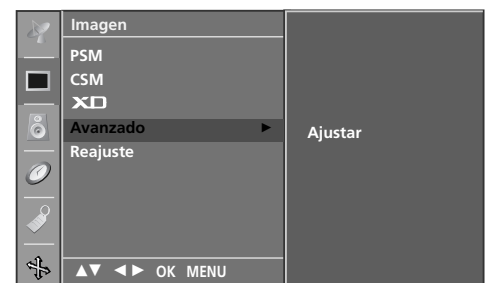 Imagen
PSM
CSM
XD
Avanzado ►
Ajustar
Reajuste
▲▼ ◄► OK MENU